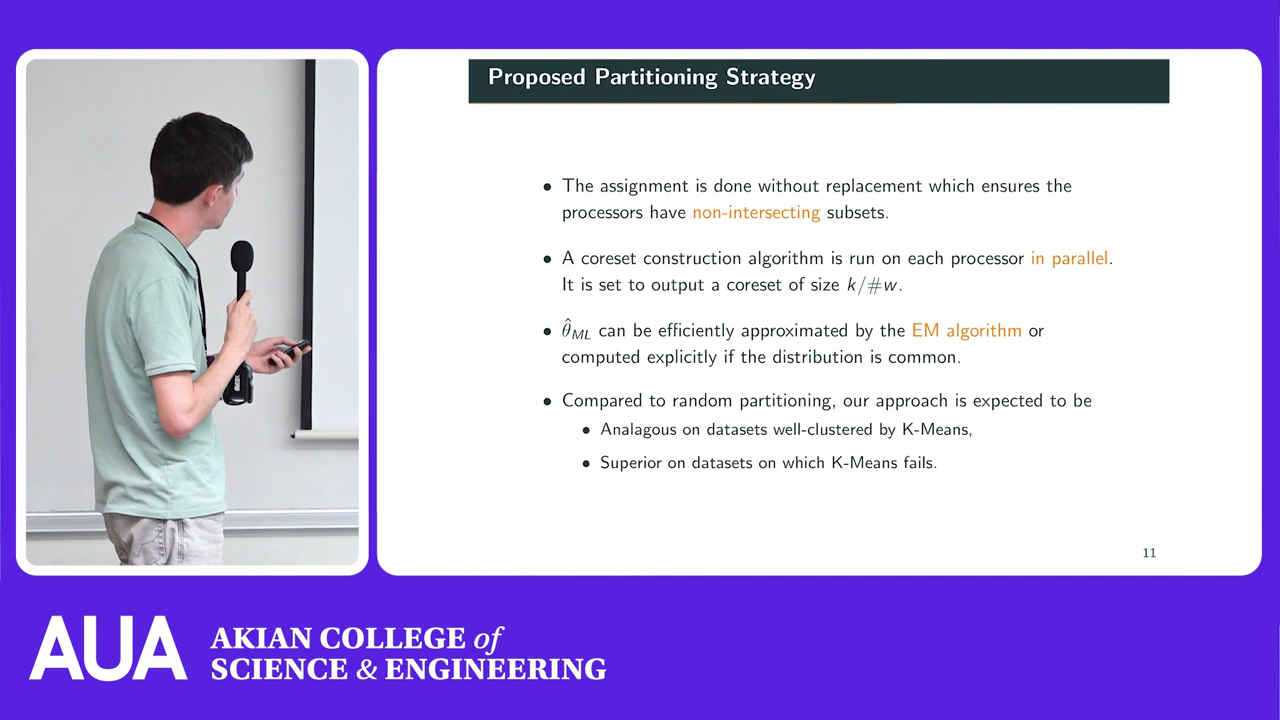 Proposed Partitioning Strategy
• The assignment is done without replacement which ensures the
processors have non-intersecting subsets.
• A coreset construction algorithm is run on each processor in parallel.
It is set to output a coreset of size k/#w.
• θ̂_ML can be efficiently approximated by the EM algorithm or
computed explicitly if the distribution is common.
• Compared to random partitioning, our approach is expected to be
• Analagous on datasets well-clustered by K-Means,
• Superior on datasets on which K-Means fails.
11
AUA
AKIAN COLLEGE of
SCIENCE & ENGINEERING